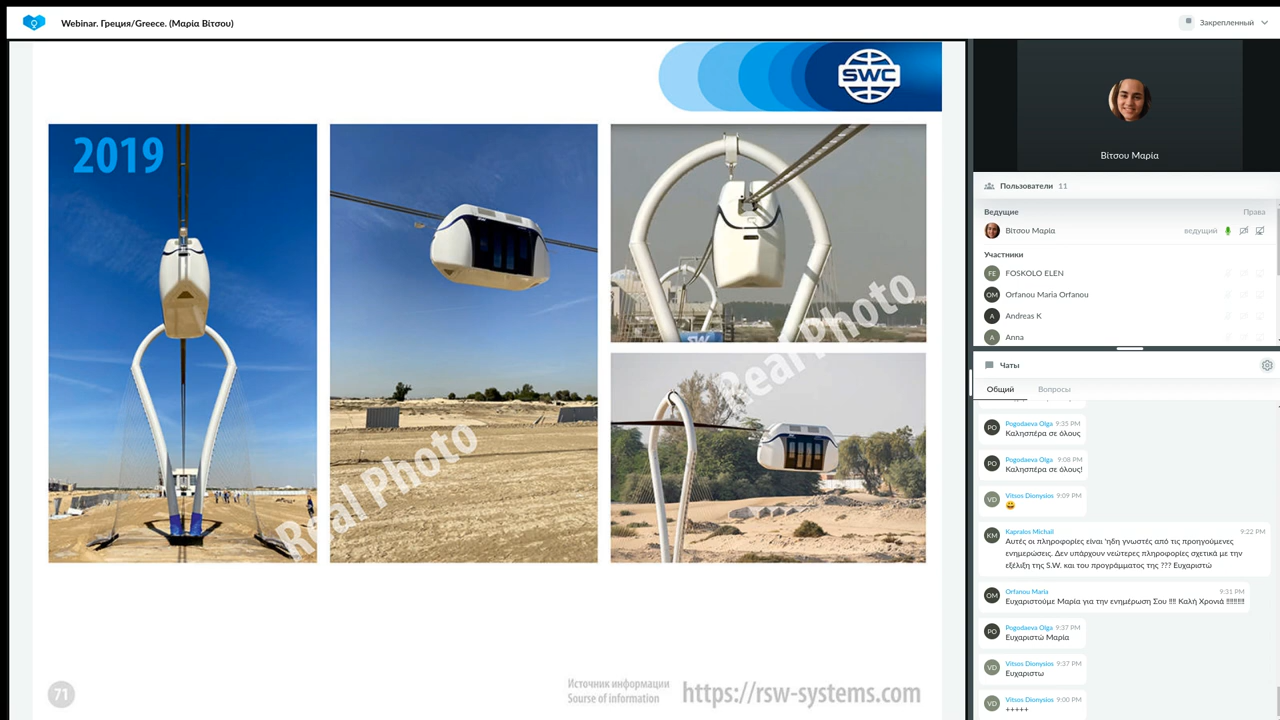 Webinar. Греция/Greece. (Μαρία Βίτσου)
Закрепленный
SWC
2019
Real Photo
Real Photo
71
Источник информации
Sourse of information
https://rsw-systems.com
Βίτσου Μαρία
Пользователи 11
Ведущие
Права
Βίτσου Μαρία
ведущий
Участники
FE
FOSKOLO ELEN
OM
Orfanou Maria Orfanou
A
Andreas K
A
Anna
Чаты
Общий
Вопросы
PO
Pogodaeva Olga 9:35 PM
Καλησπέρα σε όλους
PO
Pogodaeva Olga 9:08 PM
Καλησπέρα σε όλους!
VD
Vitsos Dionysios 9:09 PM
😄
KM
Kapralos Michail 9:22 PM
Αυτές οι πληροφορίες είναι 'ηδη γνωστές από τις προηγούμενες
ενημερώσεις. Δεν υπάρχουν νεώτερες πληροφορίες σχετικά με την
εξέλιξη της S.W. και του προγράμματος της ??? Ευχαριστώ
OM
Orfanou Maria 9:31 PM
Ευχαριστούμε Μαρία για την ενημέρωση Σου !!!! Καλή Χρονιά !!!!!!!!!
PO
Pogodaeva Olga 9:37 PM
Ευχαριστώ Μαρία
VD
Vitsos Dionysios 9:37 PM
Ευχαριστω
VD
Vitsos Dionysios 9:00 PM
+++++